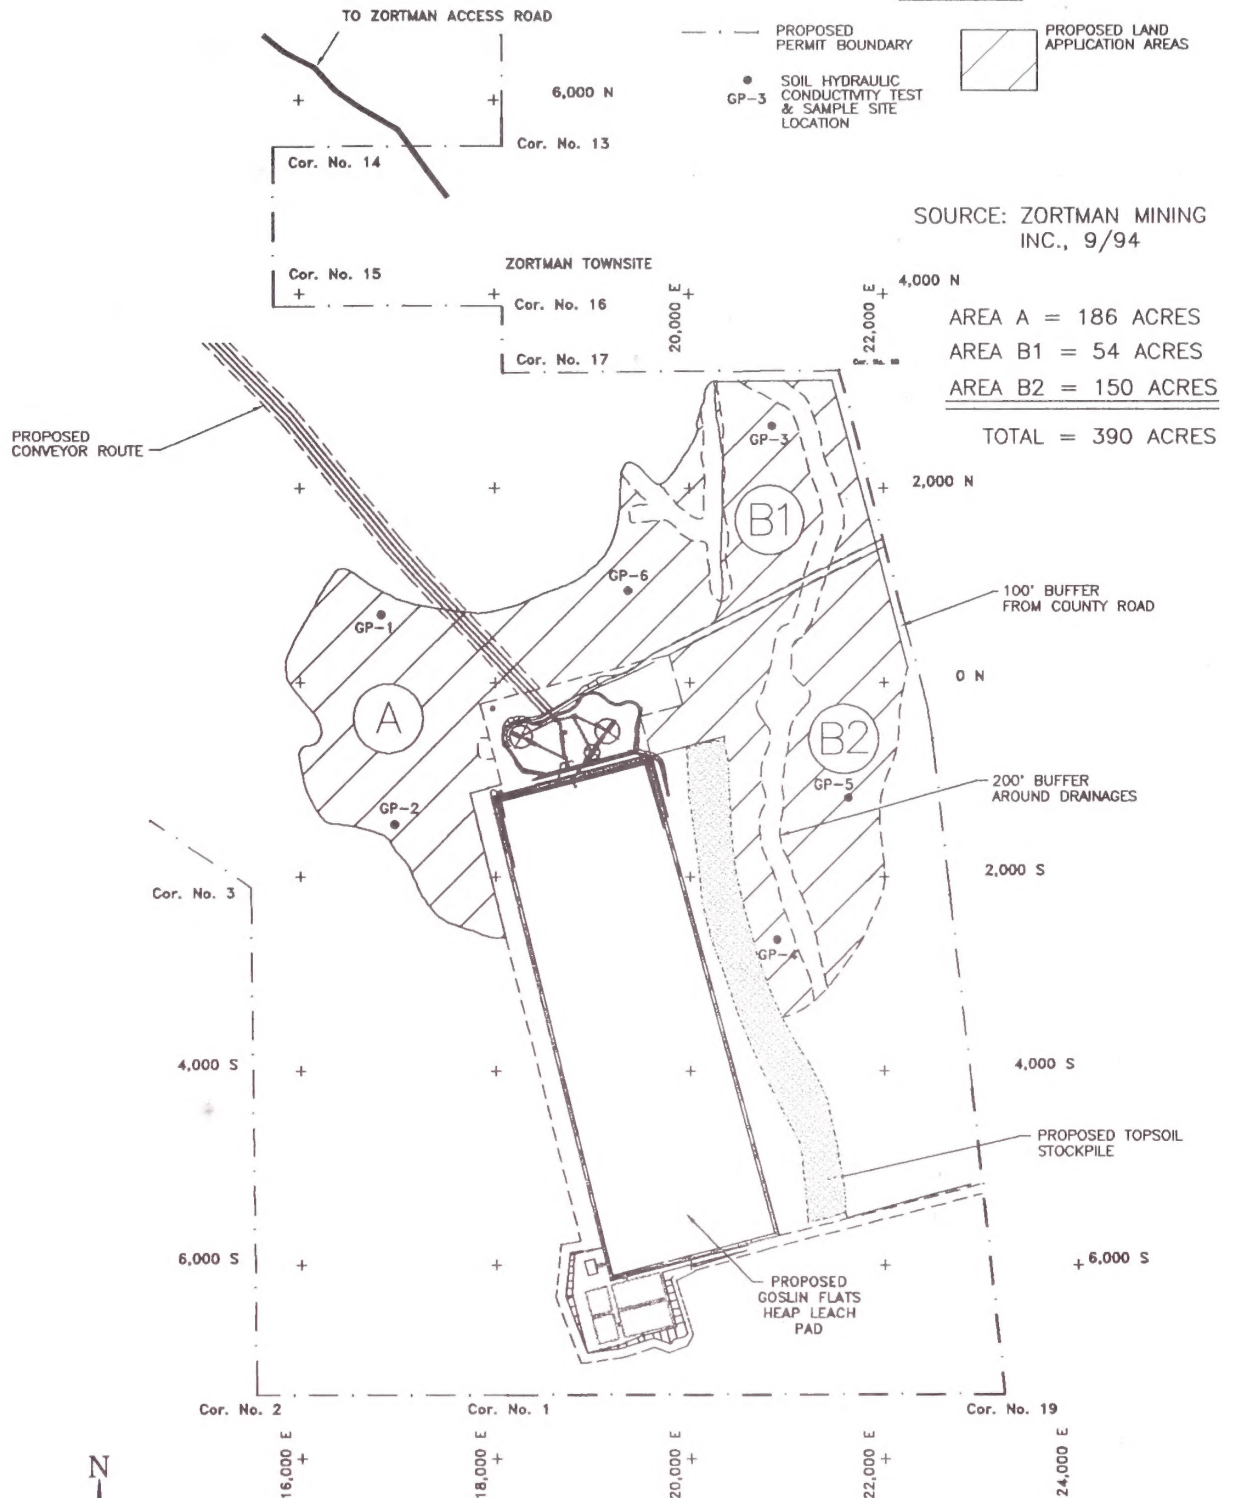 TO ZORTMAN ACCESS ROAD
PROPOSED
PERMIT BOUNDARY
PROPOSED LAND
APPLICATION AREAS
GP-3
SOIL HYDRAULIC
CONDUCTIVITY TEST
& SAMPLE SITE
LOCATION
6,000 N
Cor. No. 13
Cor. No. 14
SOURCE: ZORTMAN MINING
INC., 9/94
ZORTMAN TOWNSITE
Cor. No. 15
Cor. No. 16
20,000 E
22,000 E
4,000 N
AREA A = 186 ACRES
AREA B1 = 54 ACRES
AREA B2 = 150 ACRES
TOTAL = 390 ACRES
Cor. No. 17
PROPOSED
CONVEYOR ROUTE
GP-3
2,000 N
B1
GP-6
GP-1
100' BUFFER
FROM COUNTY ROAD
0 N
A
B2
GP-5
200' BUFFER
AROUND DRAINAGES
GP-2
2,000 S
Cor. No. 3
GP-4
4,000 S
4,000 S
PROPOSED TOPSOIL
STOCKPILE
6,000 S
6,000 S
PROPOSED
GOSLIN FLATS
HEAP LEACH
PAD
Cor. No. 2
Cor. No. 1
Cor. No. 19
16,000 E
18,000 E
20,000 E
22,000 E
24,000 E
N